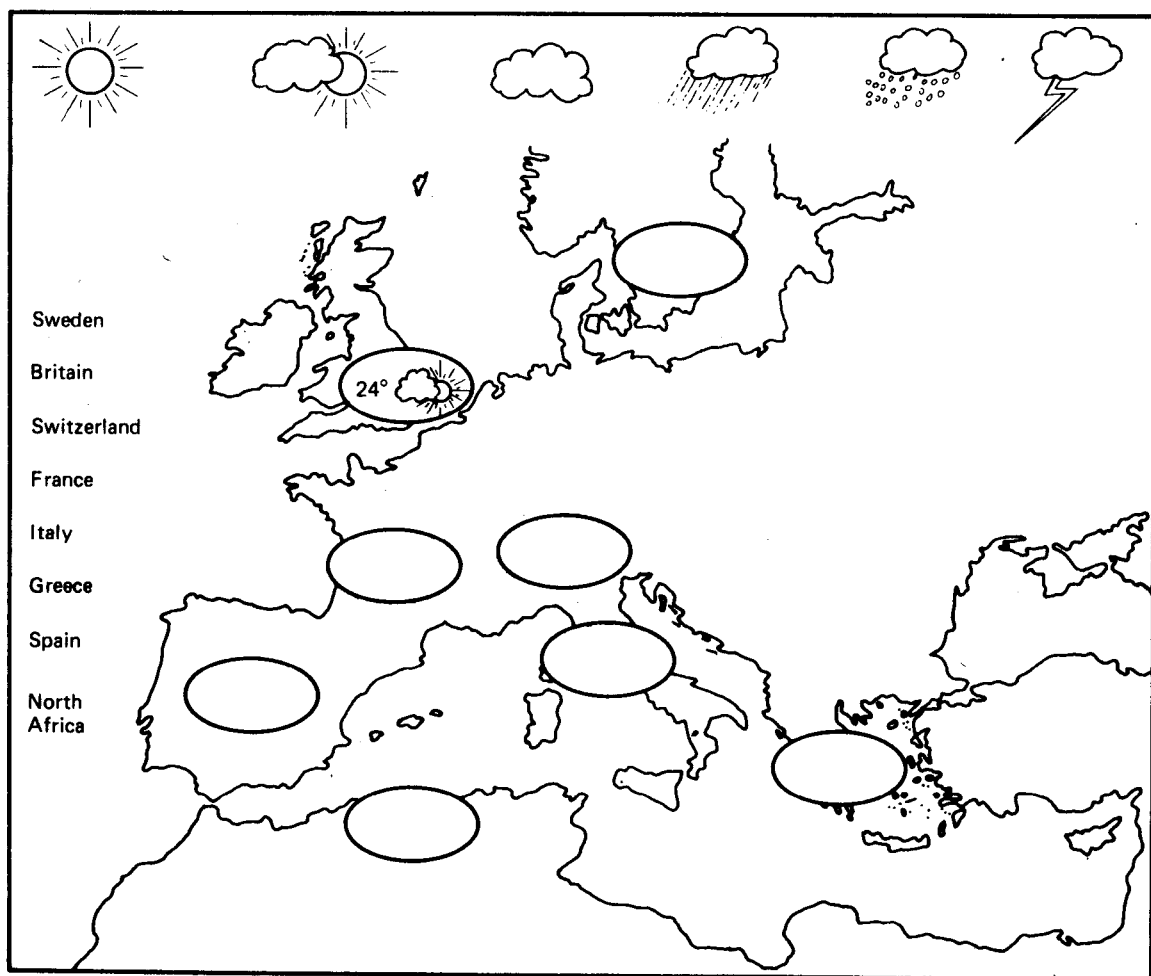 Sweden
Britain
24°
Switzerland
France
Italy
Greece
Spain
North
Africa